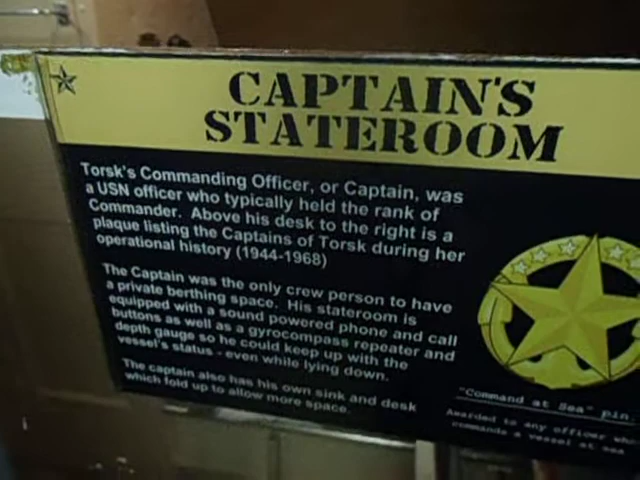 CAPTAIN'S
STATEROOM
Torsk's Commanding Officer, or Captain, was
a USN officer who typically held the rank of
Commander. Above his desk to the right is a
plaque listing the Captains of Torsk during her
operational history (1944-1968)
The Captain was the only crew person to have
a private berthing space. His stateroom is
equipped with a sound powered phone and call
buttons as well as a gyrocompass repeater and
depth gauge so he could keep up with the
vessel's status - even while lying down.
The captain also has his own sink and desk
which fold up to allow more space.
"Command at Sea" pin.
Awarded to any officer who
commands a vessel at sea